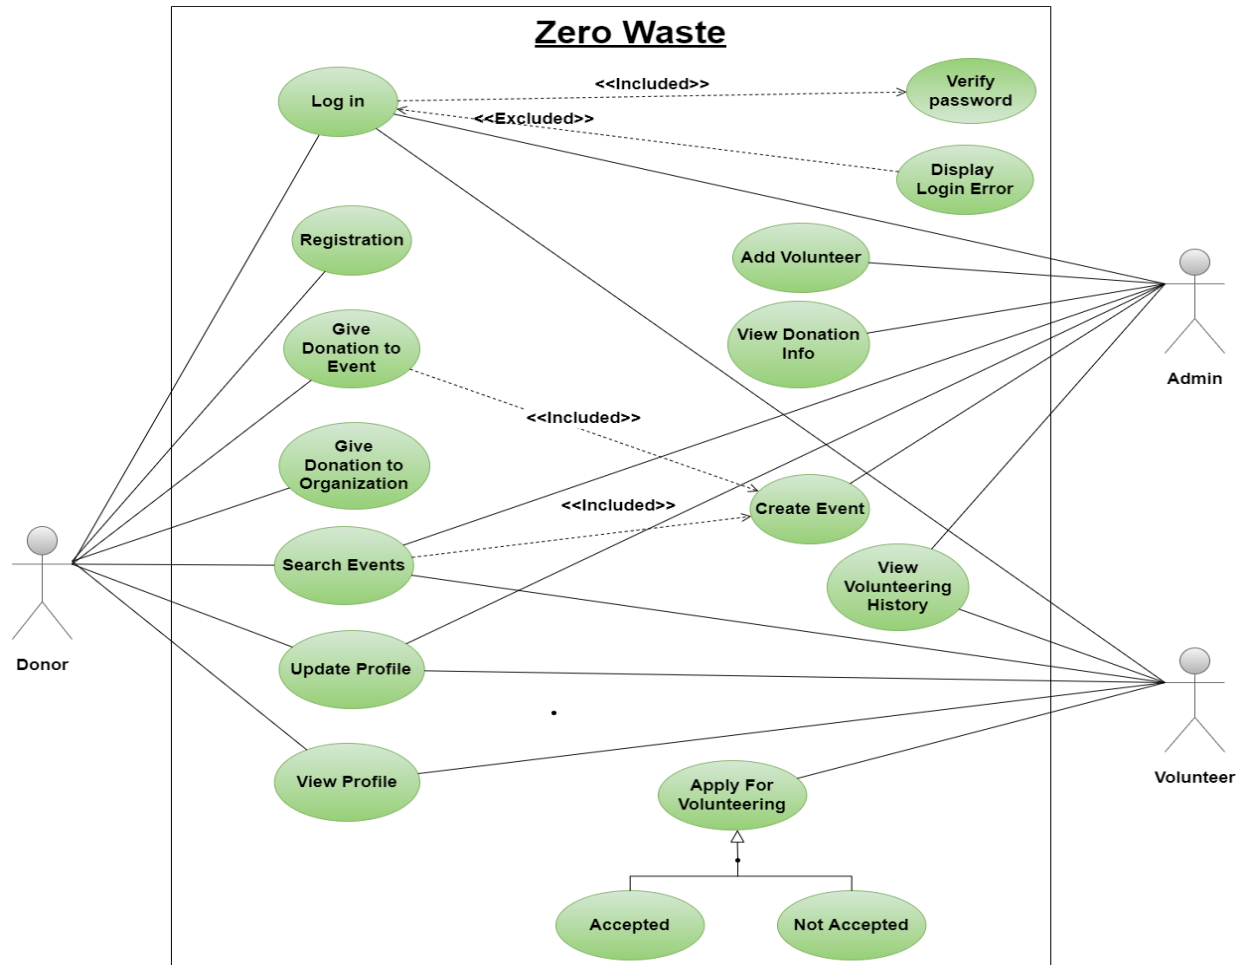 Zero Waste
Log in
<<Included>>
Verify
password
<<Excluded>>
Display
Login Error
Registration
Add Volunteer
Give
Donation to
Event
View Donation
Info
Admin
<<Included>>
Give
Donation to
Organization
<<Included>>
Create Event
Search Events
View
Volunteering
History
Donor
Update Profile
View Profile
Apply For
Volunteering
Volunteer
Accepted
Not Accepted